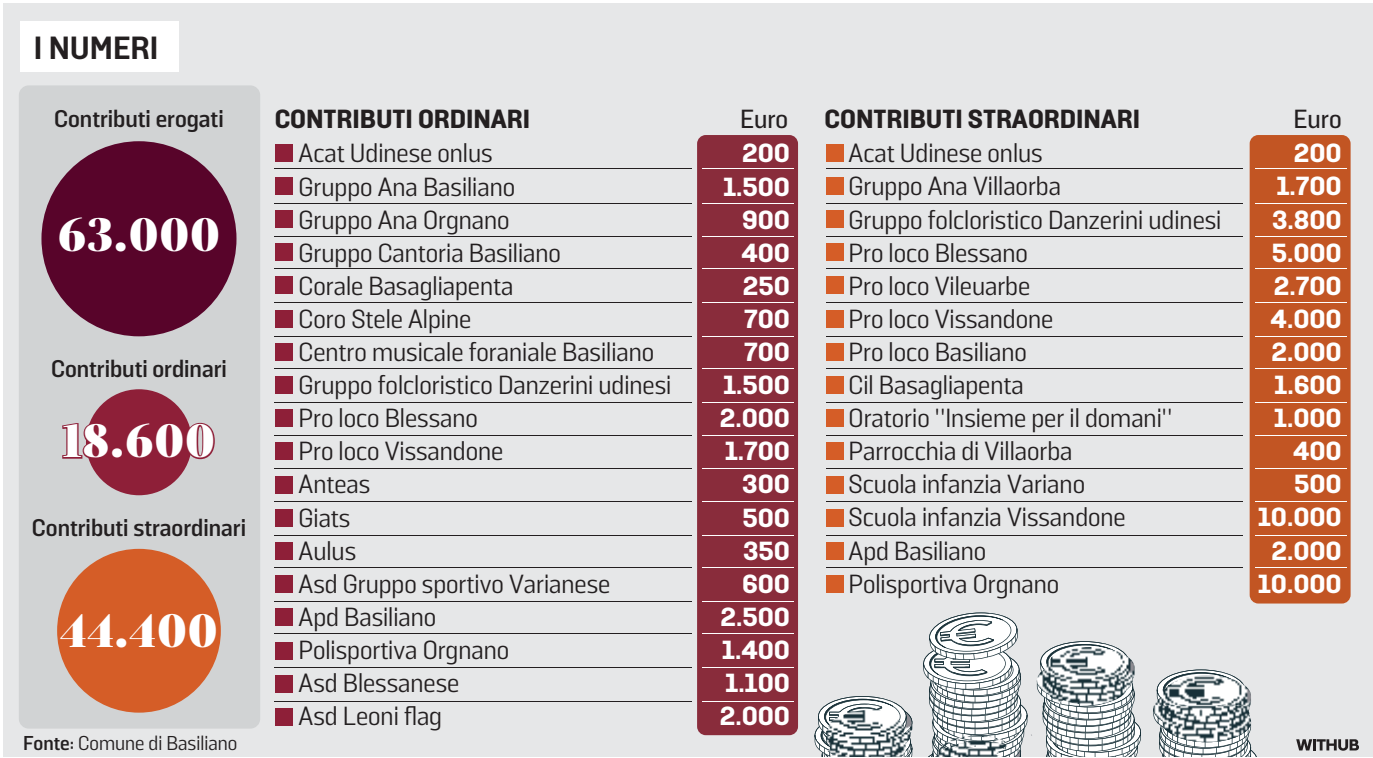 I NUMERI
Contributi erogati
63.000
Contributi ordinari
18.600
Contributi straordinari
44.400
CONTRIBUTI ORDINARI Euro
Acat Udinese onlus 200
Gruppo Ana Basiliano 1.500
Gruppo Ana Orgnano 900
Gruppo Cantoria Basiliano 400
Corale Basagliapenta 250
Coro Stele Alpine 700
Centro musicale foraniale Basiliano 700
Gruppo folcloristico Danzerini udinesi 1.500
Pro loco Blessano 2.000
Pro loco Vissandone 1.700
Anteas 300
Giats 500
Aulus 350
Asd Gruppo sportivo Varianese 600
Apd Basiliano 2.500
Polisportiva Orgnano 1.400
Asd Blessanese 1.100
Asd Leoni flag 2.000
CONTRIBUTI STRAORDINARI Euro
Acat Udinese onlus 200
Gruppo Ana Villaorba 1.700
Gruppo folcloristico Danzerini udinesi 3.800
Pro loco Blessano 5.000
Pro loco Vileuarbe 2.700
Pro loco Vissandone 4.000
Pro loco Basiliano 2.000
Cil Basagliapenta 1.600
Oratorio "Insieme per il domani" 1.000
Parrocchia di Villaorba 400
Scuola infanzia Variano 500
Scuola infanzia Vissandone 10.000
Apd Basiliano 2.000
Polisportiva Orgnano 10.000
Fonte: Comune di Basiliano
WITHUB